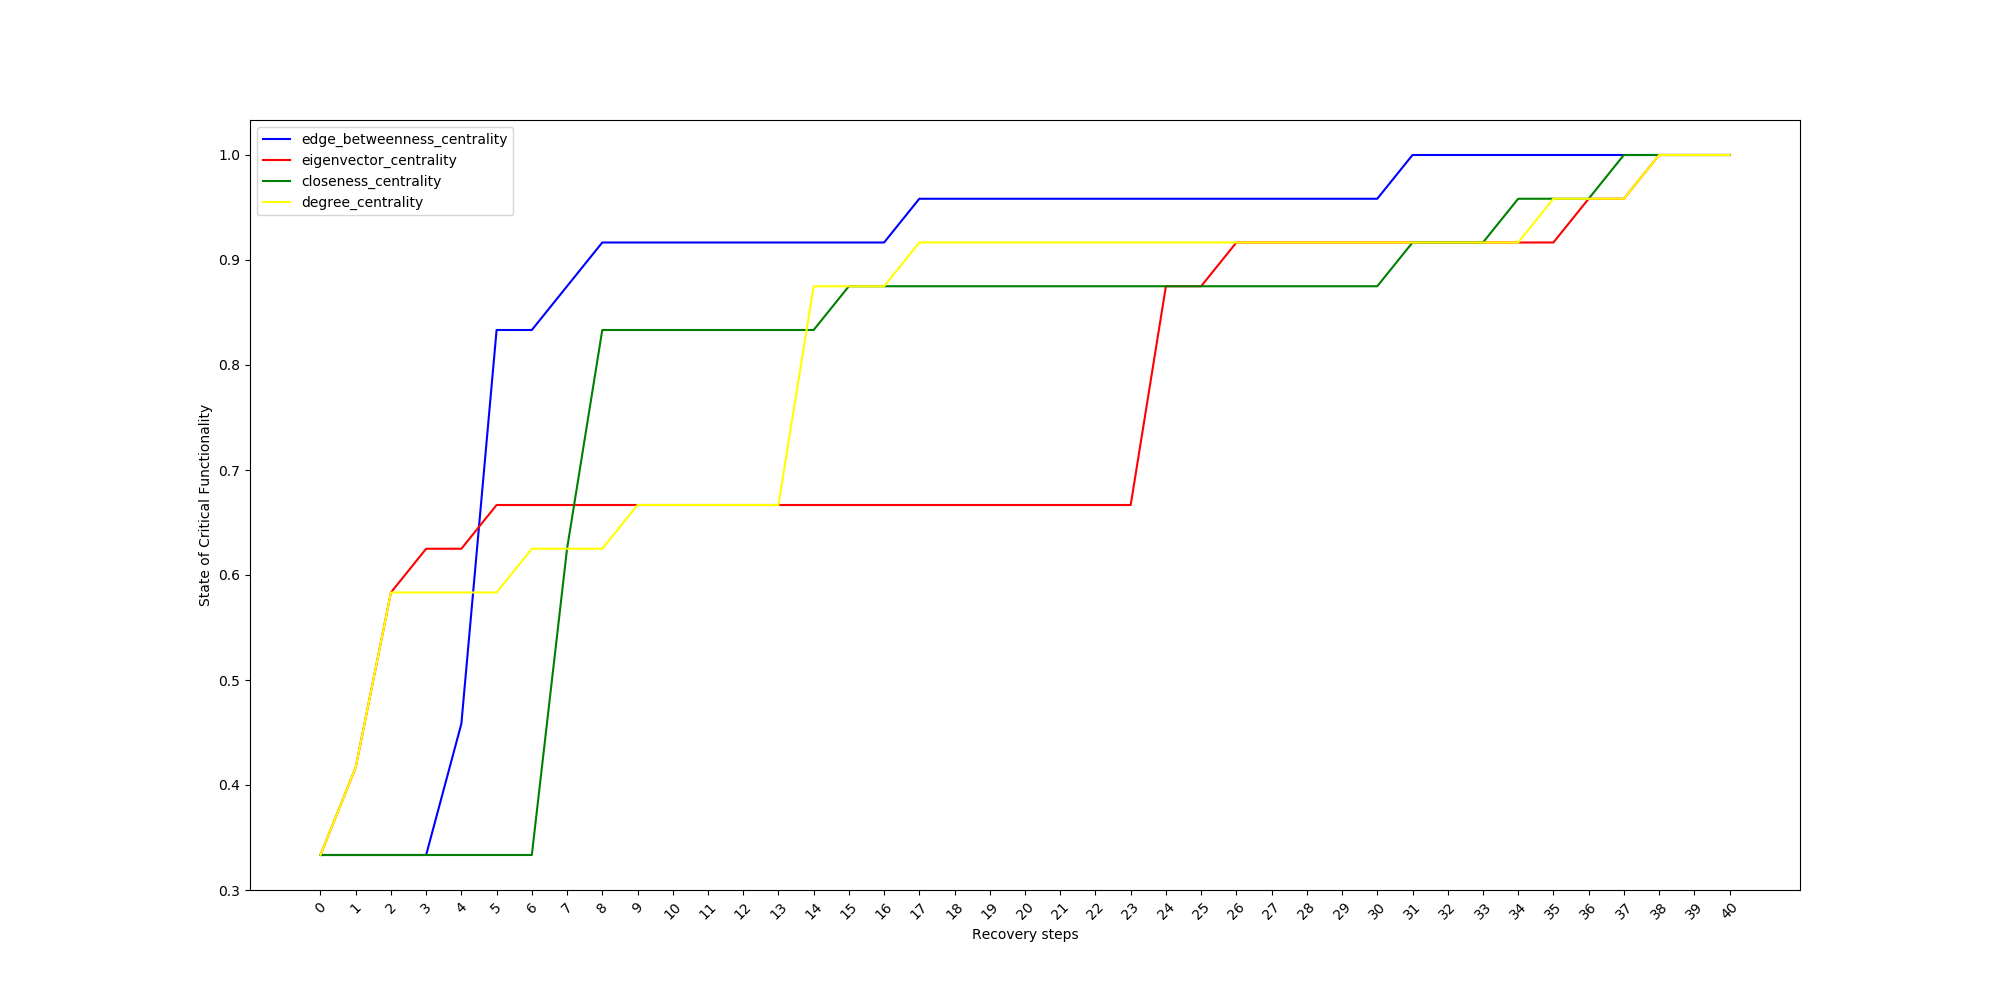 edge_betweenness_centrality
eigenvector_centrality
closeness_centrality
degree_centrality
1.0
0.9
0.8
0.7
0.6
0.5
0.4
0.3
State of Critical Functionality
0 1 2 3 4 5 6 7 8 9 10 11 12 13 14 15 16 17 18 19 20 21 22 23 24 25 26 27 28 29 30 31 32 33 34 35 36 37 38 39 40
Recovery steps